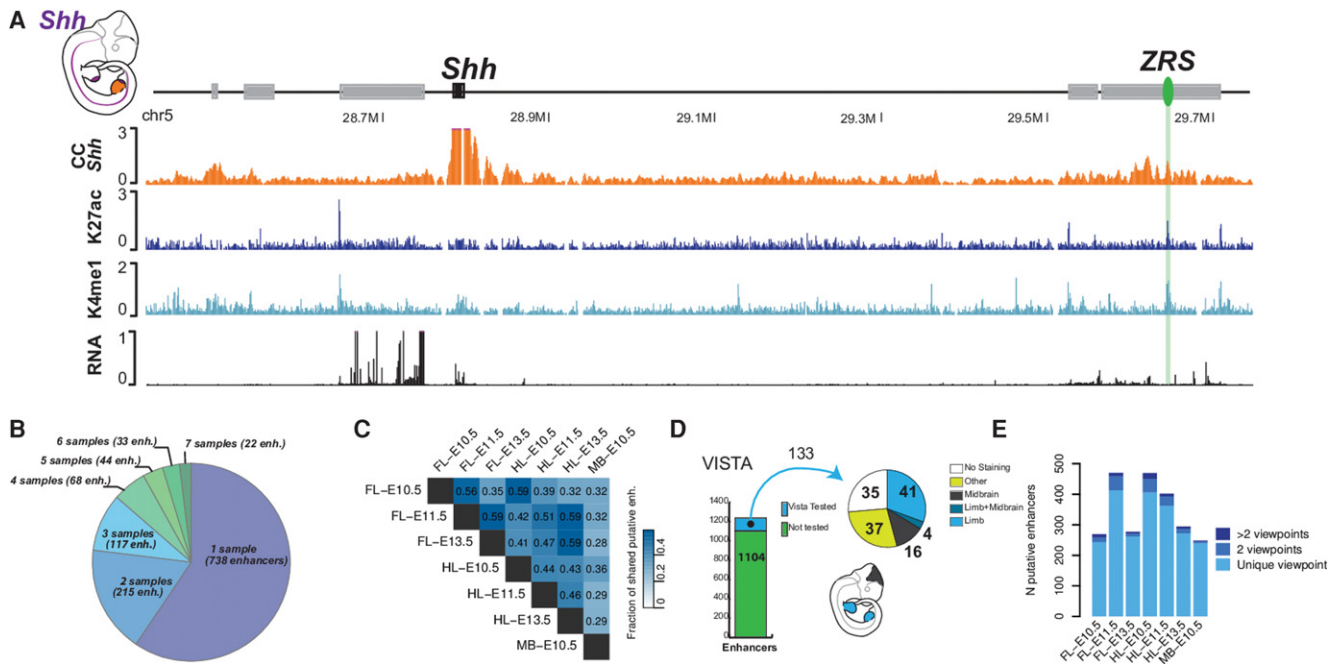 A
Shh
Shh
ZRS
chr5
28.7M I
28.9M I
29.1M I
29.3M I
29.5M I
29.7M I
CC
Shh
3
0
K27ac
3
0
K4me1
2
0
RNA
1
0
B
6 samples (33 enh.)
7 samples (22 enh.)
5 samples (44 enh.)
4 samples (68 enh.)
3 samples
(117 enh.)
2 samples
(215 enh.)
1 sample
(738 enhancers)
C
FL-E10.5
FL-E11.5
FL-E13.5
HL-E10.5
HL-E11.5
HL-E13.5
MB-E10.5
FL-E10.5 0.56 0.35 0.59 0.39 0.32 0.32
FL-E11.5 0.59 0.42 0.51 0.59 0.32
FL-E13.5 0.41 0.47 0.59 0.28
HL-E10.5 0.44 0.43 0.36
HL-E11.5 0.46 0.29
HL-E13.5 0.29
MB-E10.5
0 0.2 0.4
Fraction of shared putative enh.
D
VISTA
133
1400
1200
1000
800
600
400
200
0
1104
Enhancers
Vista Tested
Not tested
35
41
37
4
16
No Staining
Other
Midbrain
Limb+Midbrain
Limb
E
N putative enhancers
500
400
300
200
100
0
FL-E10.5
FL-E11.5
FL-E13.5
HL-E10.5
HL-E11.5
HL-E13.5
MB-E10.5
>2 viewpoints
2 viewpoints
Unique viewpoint